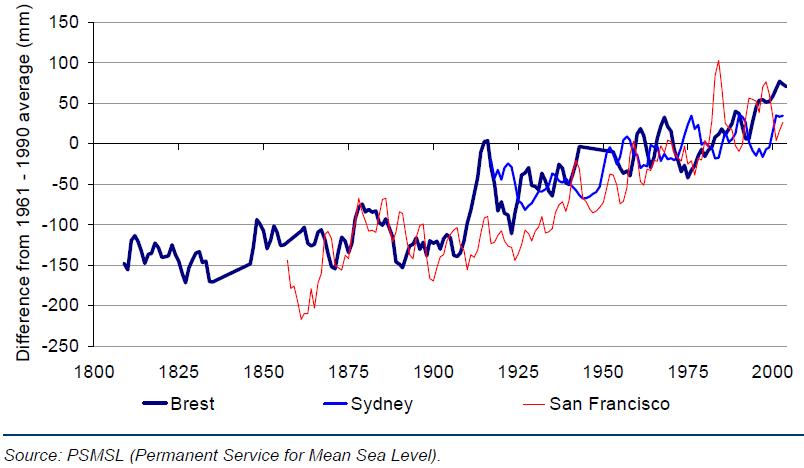 Difference from 1961 - 1990 average (mm)
150
100
50
0
-50
-100
-150
-200
-250
1800 1825 1850 1875 1900 1925 1950 1975 2000
Brest Sydney San Francisco
Source: PSMSL (Permanent Service for Mean Sea Level).